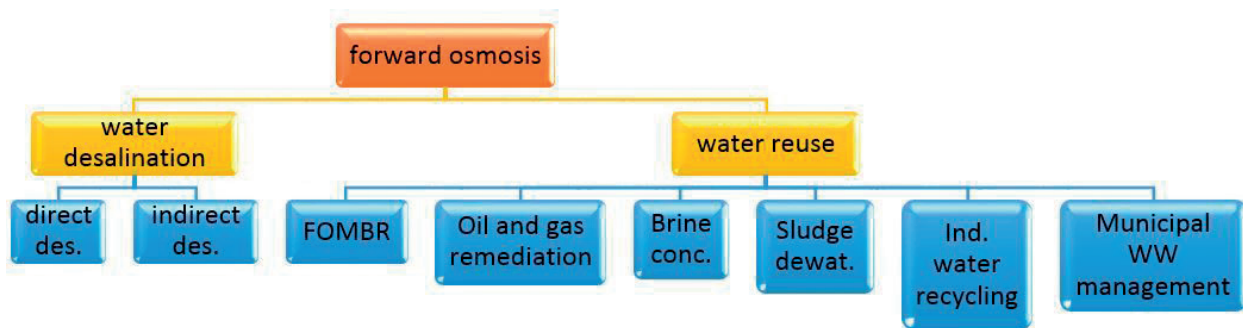 forward osmosis
water
desalination
water reuse
direct
des.
indirect
des.
FOMBR
Oil and gas
remediation
Brine
conc.
Sludge
dewat.
Ind.
water
recycling
Municipal
WW
management